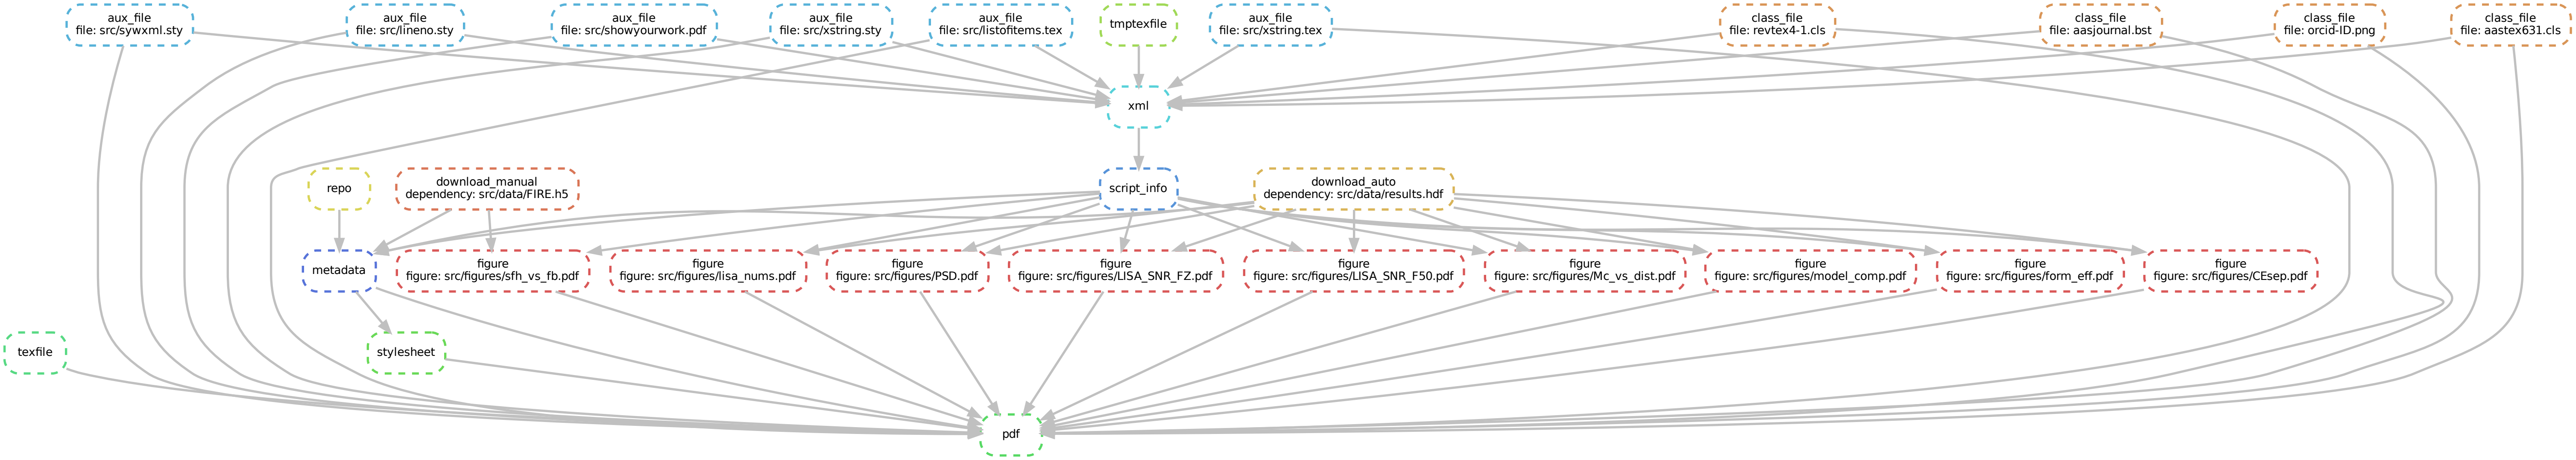 aux_file
file: src/sywxml.sty
aux_file
file: src/lineno.sty
aux_file
file: src/showyourwork.pdf
aux_file
file: src/xstring.sty
aux_file
file: src/listofitems.tex
tmptexfile
aux_file
file: src/xstring.tex
class_file
file: revtex4-1.cls
class_file
file: aasjournal.bst
class_file
file: orcid-ID.png
class_file
file: aastex631.cls
xml
repo
download_manual
dependency: src/data/FIRE.h5
script_info
download_auto
dependency: src/data/results.hdf
metadata
figure
figure: src/figures/sfh_vs_fb.pdf
figure
figure: src/figures/lisa_nums.pdf
figure
figure: src/figures/PSD.pdf
figure
figure: src/figures/LISA_SNR_FZ.pdf
figure
figure: src/figures/LISA_SNR_F50.pdf
figure
figure: src/figures/Mc_vs_dist.pdf
figure
figure: src/figures/model_comp.pdf
figure
figure: src/figures/form_eff.pdf
figure
figure: src/figures/CEsep.pdf
texfile
stylesheet
pdf